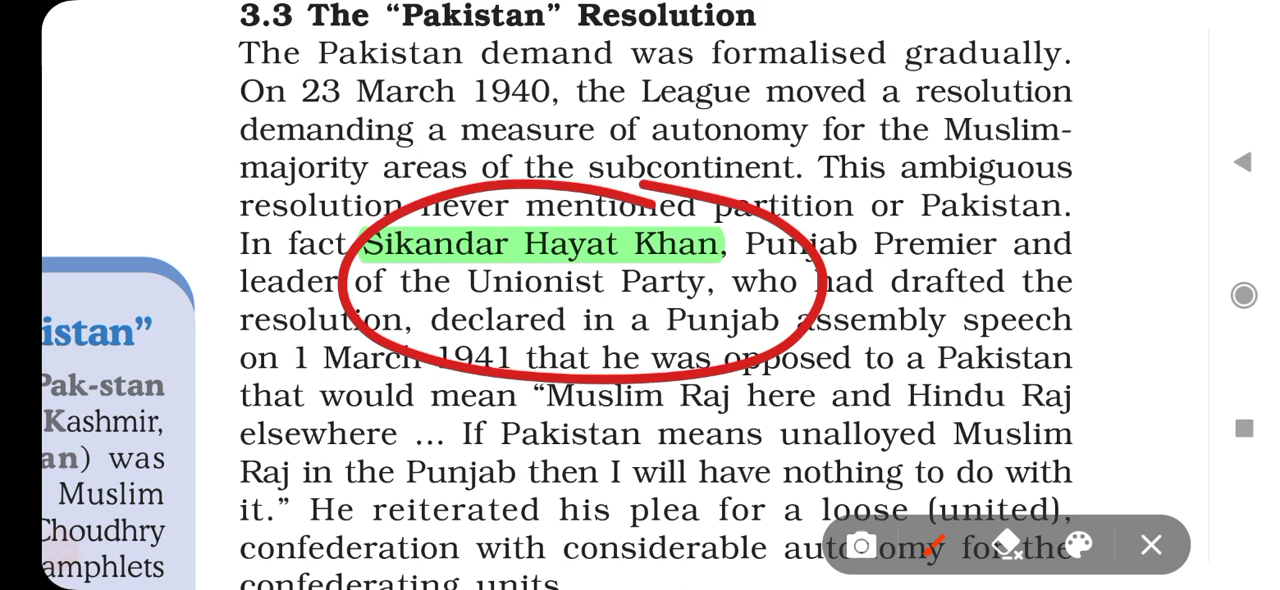 3.3 The “Pakistan” Resolution
The Pakistan demand was formalised gradually.
On 23 March 1940, the League moved a resolution
demanding a measure of autonomy for the Muslim-
majority areas of the subcontinent. This ambiguous
resolution never mentioned partition or Pakistan.
In fact Sikandar Hayat Khan, Punjab Premier and
leader of the Unionist Party, who had drafted the
resolution, declared in a Punjab assembly speech
on 1 March 1941 that he was opposed to a Pakistan
that would mean “Muslim Raj here and Hindu Raj
elsewhere ... If Pakistan means unalloyed Muslim
Raj in the Punjab then I will have nothing to do with
it.” He reiterated his plea for a loose (united),
confederation with considerable autonomy for the
confederating units.
istan”
Pak-stan
Kashmir,
an) was
Muslim
Choudhry
amphlets